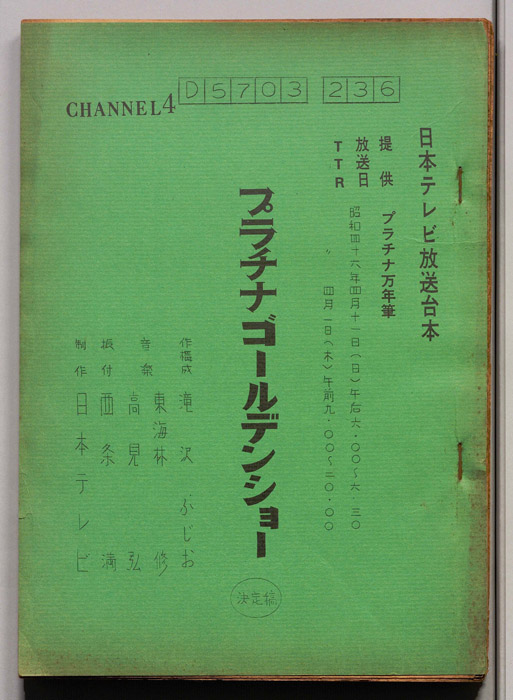 CHANNEL4
D5703 236
日本テレビ放送台本
提供 プラチナ万年筆
放送日 昭和四十六年四月十一日(日)午后六・〇〇〜六 三〇
TTR 〃 四月一日(木)午前九・〇〇〜二〇・〇〇
プラチナゴールデンショー
決定稿
作・構成 滝沢ふじお
音楽 東海林修
高見弘
振付 西条満
制作 日本テレビ